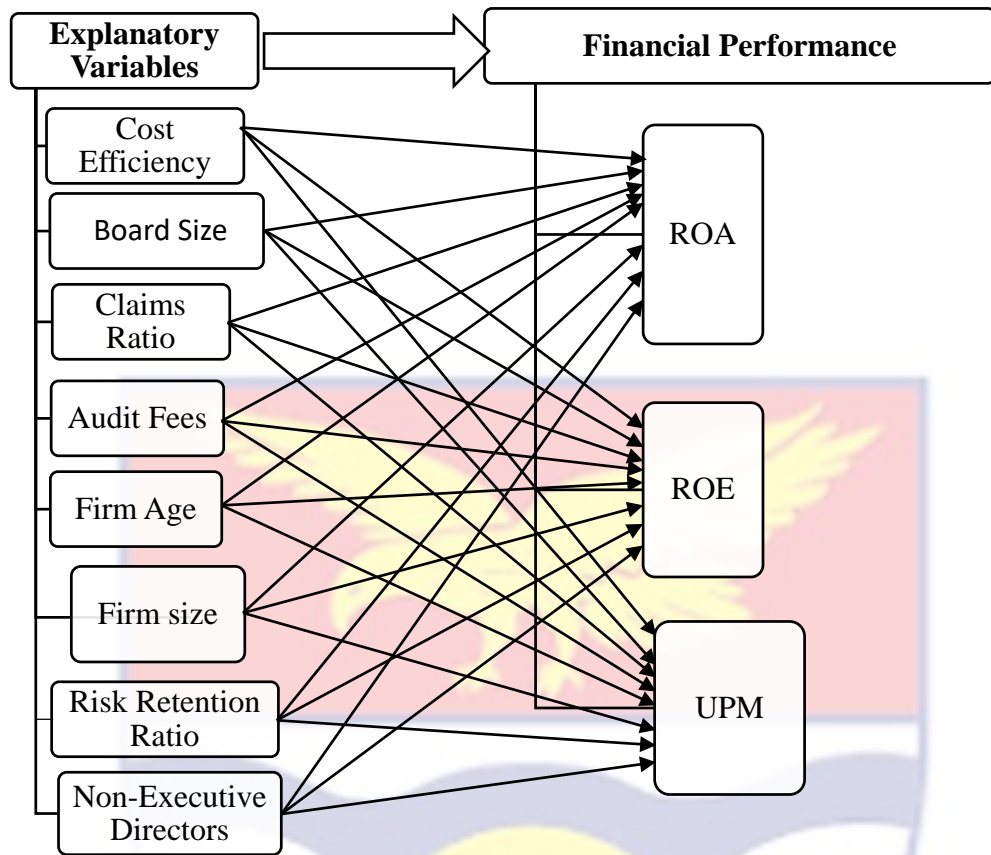 Explanatory
Variables
Financial Performance
Cost
Efficiency
Board Size
Claims
Ratio
Audit Fees
Firm Age
Firm size
Risk Retention
Ratio
Non-Executive
Directors
ROA
ROE
UPM